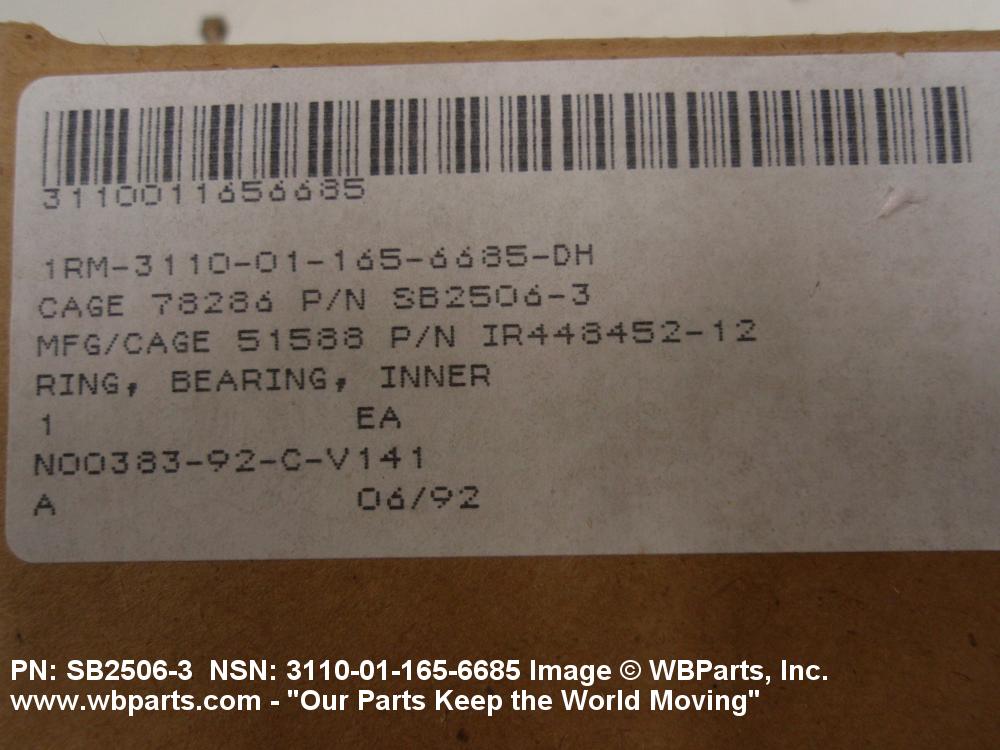 3110011656685
1RM-3110-01-165-6685-DH
CAGE 78286 P/N SB2506-3
MFG/CAGE 51588 P/N IR448452-12
RING, BEARING, INNER
1 EA
N00383-92-C-V141
A 06/92
PN: SB2506-3 NSN: 3110-01-165-6685 Image © WBParts, Inc.
www.wbparts.com - "Our Parts Keep the World Moving"